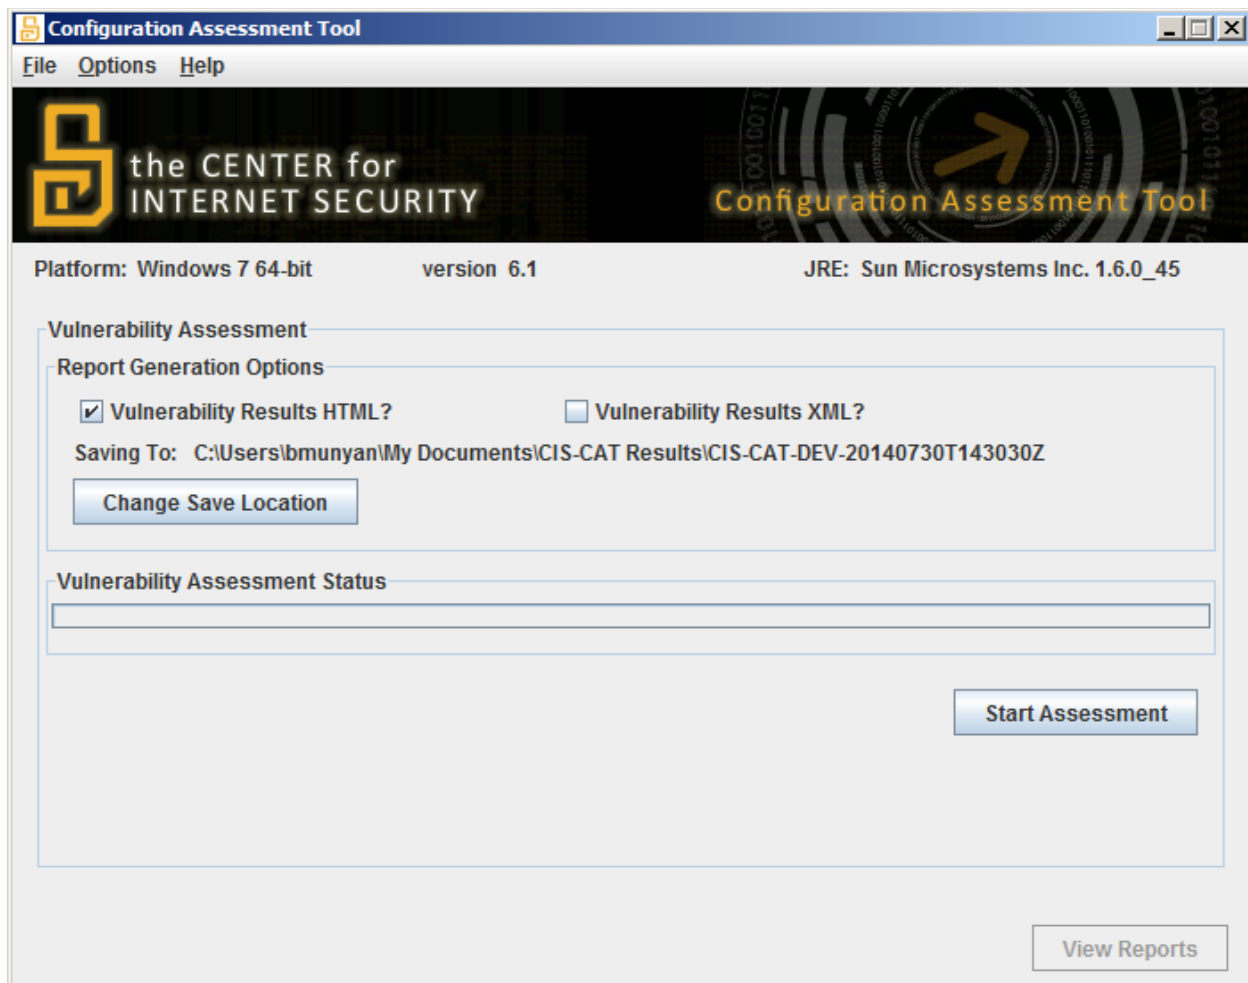 Configuration Assessment Tool
File Options Help
the CENTER for
INTERNET SECURITY
Configuration Assessment Tool
Platform: Windows 7 64-bit version 6.1 JRE: Sun Microsystems Inc. 1.6.0_45
Vulnerability Assessment
Report Generation Options
Vulnerability Results HTML? Vulnerability Results XML?
Saving To: C:\Users\bmunyan\My Documents\CIS-CAT Results\CIS-CAT-DEV-20140730T143030Z
Change Save Location
Vulnerability Assessment Status
Start Assessment
View Reports